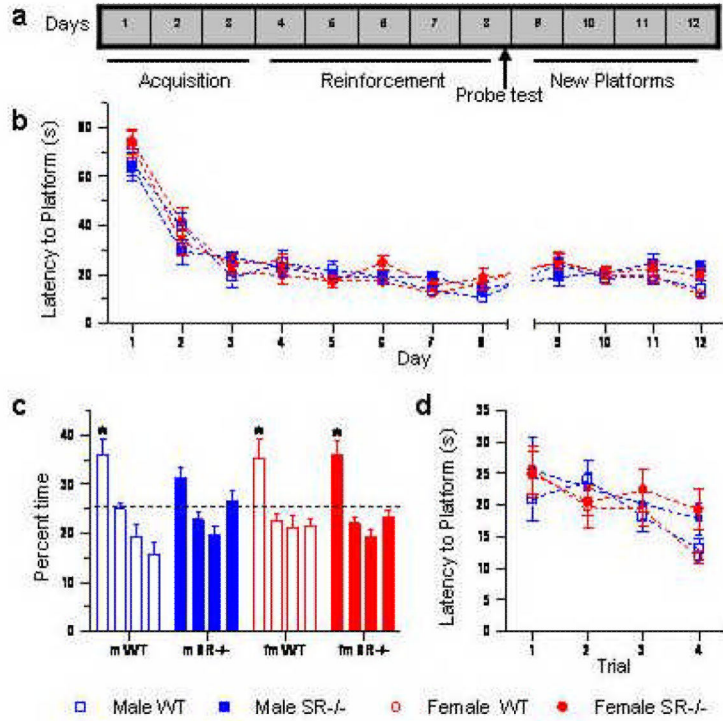 a Days 1 2 3 4 5 6 7 8 9 10 11 12
Acquisition Reinforcement Probe test New Platforms
b
Latency to Platform (s)
80
60
40
20
0
1 2 3 4 5 6 7 8 9 10 11 12
Day
c
Percent time
40
30
20
10
0
* * *
m WT m SR-/- fm WT fm SR-/-
d
Latency to Platform (s)
35
30
25
20
15
10
5
0
1 2 3 4
Trial
Male WT Male SR-/- Female WT Female SR-/-